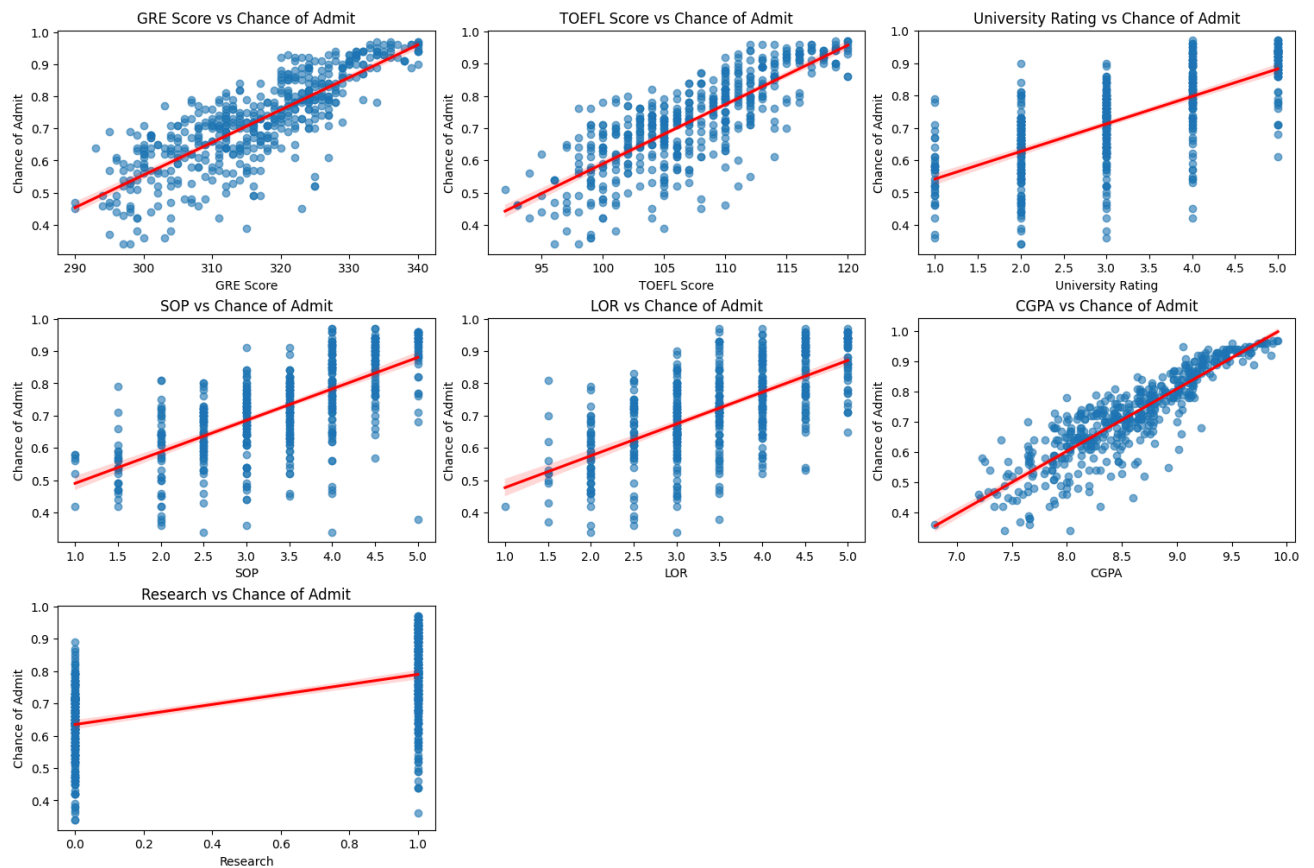 GRE Score vs Chance of Admit
1.0
0.9
0.8
0.7
0.6
0.5
0.4
Chance of Admit
290 300 310 320 330 340
GRE Score
TOEFL Score vs Chance of Admit
1.0
0.9
0.8
0.7
0.6
0.5
0.4
Chance of Admit
95 100 105 110 115 120
TOEFL Score
University Rating vs Chance of Admit
1.0
0.9
0.8
0.7
0.6
0.5
0.4
Chance of Admit
1.0 1.5 2.0 2.5 3.0 3.5 4.0 4.5 5.0
University Rating
SOP vs Chance of Admit
1.0
0.9
0.8
0.7
0.6
0.5
0.4
Chance of Admit
1.0 1.5 2.0 2.5 3.0 3.5 4.0 4.5 5.0
SOP
LOR vs Chance of Admit
1.0
0.9
0.8
0.7
0.6
0.5
0.4
Chance of Admit
1.0 1.5 2.0 2.5 3.0 3.5 4.0 4.5 5.0
LOR
CGPA vs Chance of Admit
1.0
0.9
0.8
0.7
0.6
0.5
0.4
Chance of Admit
7.0 7.5 8.0 8.5 9.0 9.5 10.0
CGPA
Research vs Chance of Admit
1.0
0.9
0.8
0.7
0.6
0.5
0.4
Chance of Admit
0.0 0.2 0.4 0.6 0.8 1.0
Research